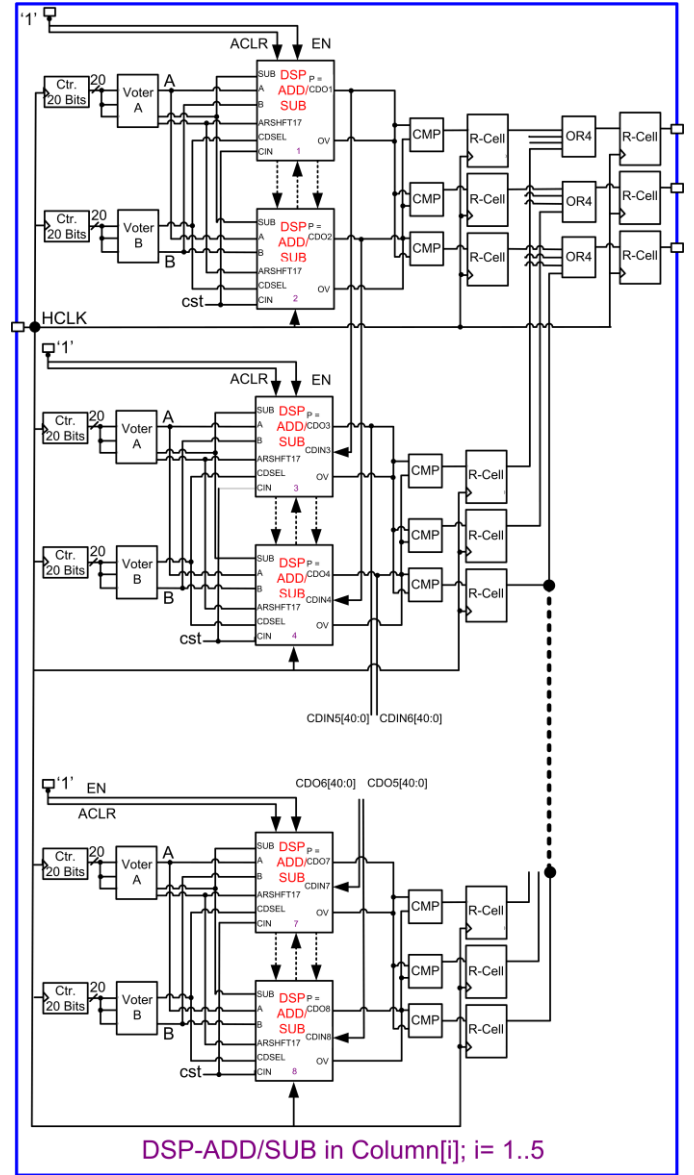 '1'
ACLR EN
Ctr.
20 Bits
20
Voter
A
A
B
SUB
A
B
ARSHFT17
CDSEL
CIN
DSP
ADD/
SUB
P =
CDO1
OV
1
CMP
R-Cell
OR4
R-Cell
CMP
R-Cell
OR4
R-Cell
Ctr.
20 Bits
20
Voter
B
B
SUB
A
B
ARSHFT17
CDSEL
CIN
DSP
ADD/
SUB
P =
CDO2
OV
2
CMP
R-Cell
OR4
R-Cell
cst
HCLK
'1'
ACLR EN
Ctr.
20 Bits
20
Voter
A
A
SUB
A
B
ARSHFT17
CDSEL
CIN
DSP
ADD/
SUB
P =
CDO3
CDIN3
OV
3
CMP
R-Cell
CMP
R-Cell
Ctr.
20 Bits
20
Voter
B
B
SUB
A
B
ARSHFT17
CDSEL
CIN
DSP
ADD/
SUB
P =
CDO4
CDIN4
OV
4
CMP
R-Cell
cst
CDIN5[40:0] CDIN6[40:0]
'1'
EN
ACLR
CDO6[40:0] CDO5[40:0]
Ctr.
20 Bits
20
Voter
A
A
SUB
A
B
ARSHFT17
CDSEL
CIN
DSP
ADD/
SUB
P =
CDO7
CDIN7
OV
7
CMP
R-Cell
CMP
R-Cell
Ctr.
20 Bits
20
Voter
B
B
SUB
A
B
ARSHFT17
CDSEL
CIN
DSP
ADD/
SUB
P =
CDO8
CDIN8
OV
8
CMP
R-Cell
cst
DSP-ADD/SUB in Column[i]; i= 1..5